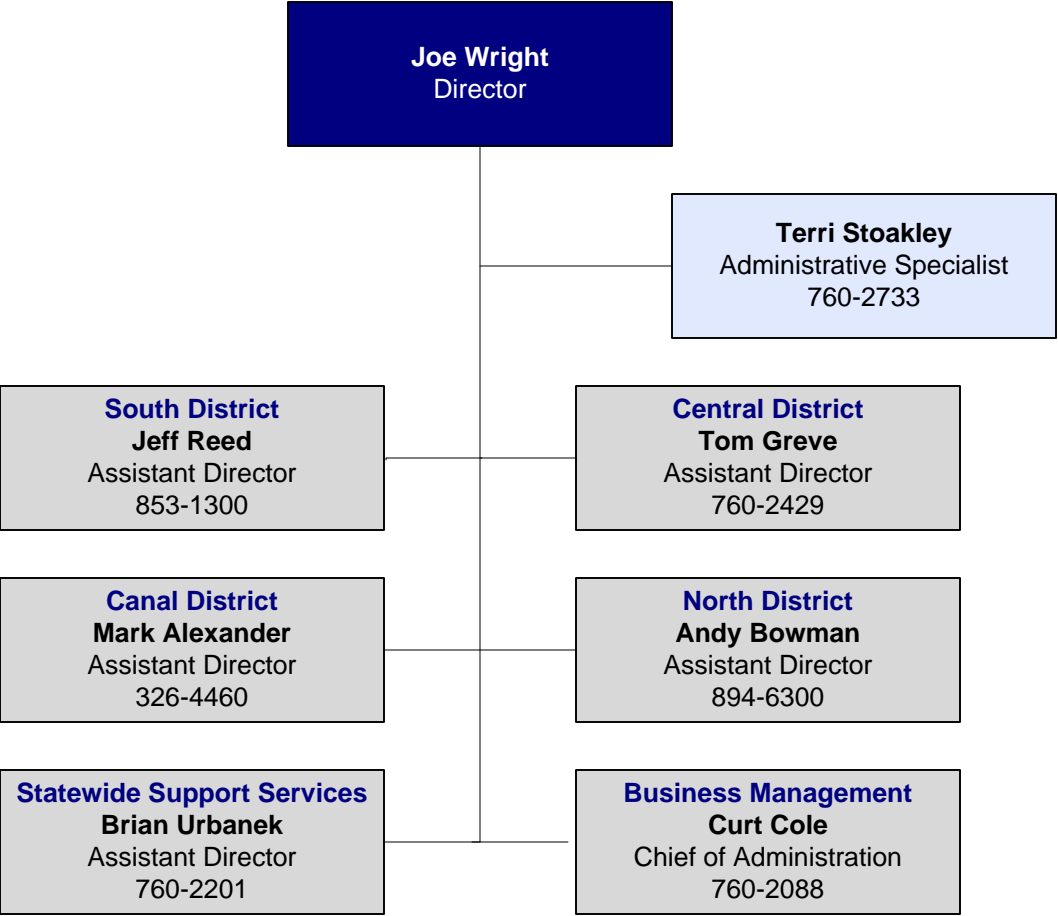 Joe Wright
Director
Terri Stoakley
Administrative Specialist
760-2733
South District
Jeff Reed
Assistant Director
853-1300
Central District
Tom Greve
Assistant Director
760-2429
Canal District
Mark Alexander
Assistant Director
326-4460
North District
Andy Bowman
Assistant Director
894-6300
Statewide Support Services
Brian Urbanek
Assistant Director
760-2201
Business Management
Curt Cole
Chief of Administration
760-2088